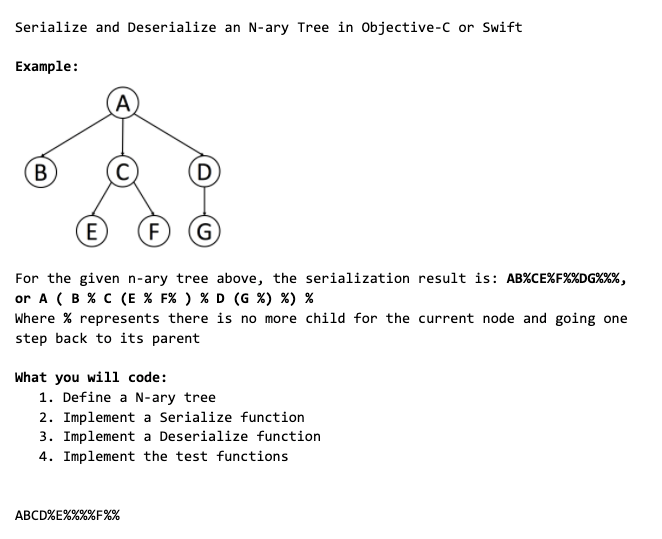 Serialize and Deserialize an N-ary Tree in Objective-C or Swift
Example:
A
B C D
E F G
For the given n-ary tree above, the serialization result is: AB%CE%F%%DG%%%,
or A ( B % C (E % F% ) % D (G %) %) %
Where % represents there is no more child for the current node and going one
step back to its parent
What you will code:
1. Define a N-ary tree
2. Implement a Serialize function
3. Implement a Deserialize function
4. Implement the test functions
ABCD%E%%%%F%%